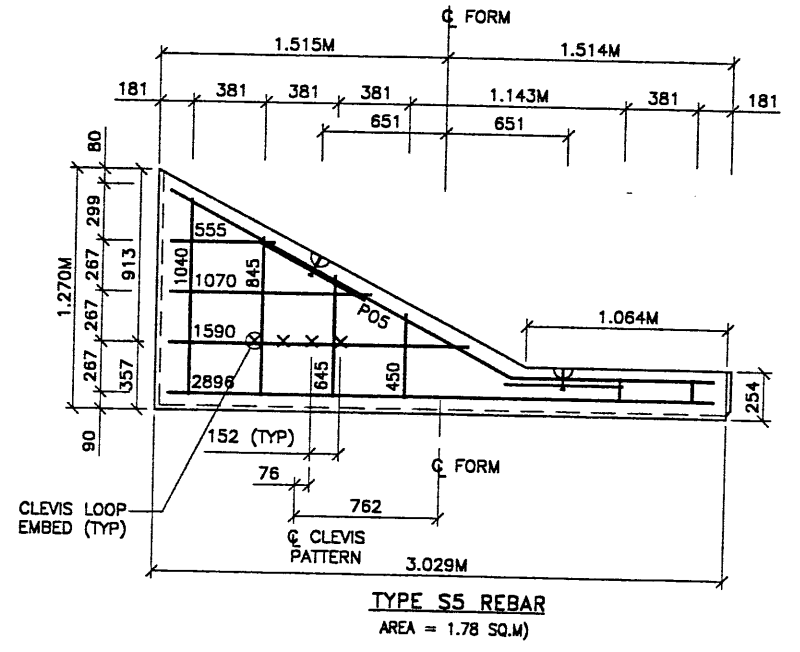 ℄ FORM
1.515M
1.514M
181
381
381
381
1.143M
381
181
651
651
80
299
267
267
267
90
1.270M
913
357
555
1040
845
1070
P05
1590
2896
645
450
1.064M
254
152 (TYP)
76
762
℄ FORM
CLEVIS LOOP
EMBED (TYP)
℄ CLEVIS
PATTERN
3.029M
TYPE S5 REBAR
AREA = 1.78 SQ.M)